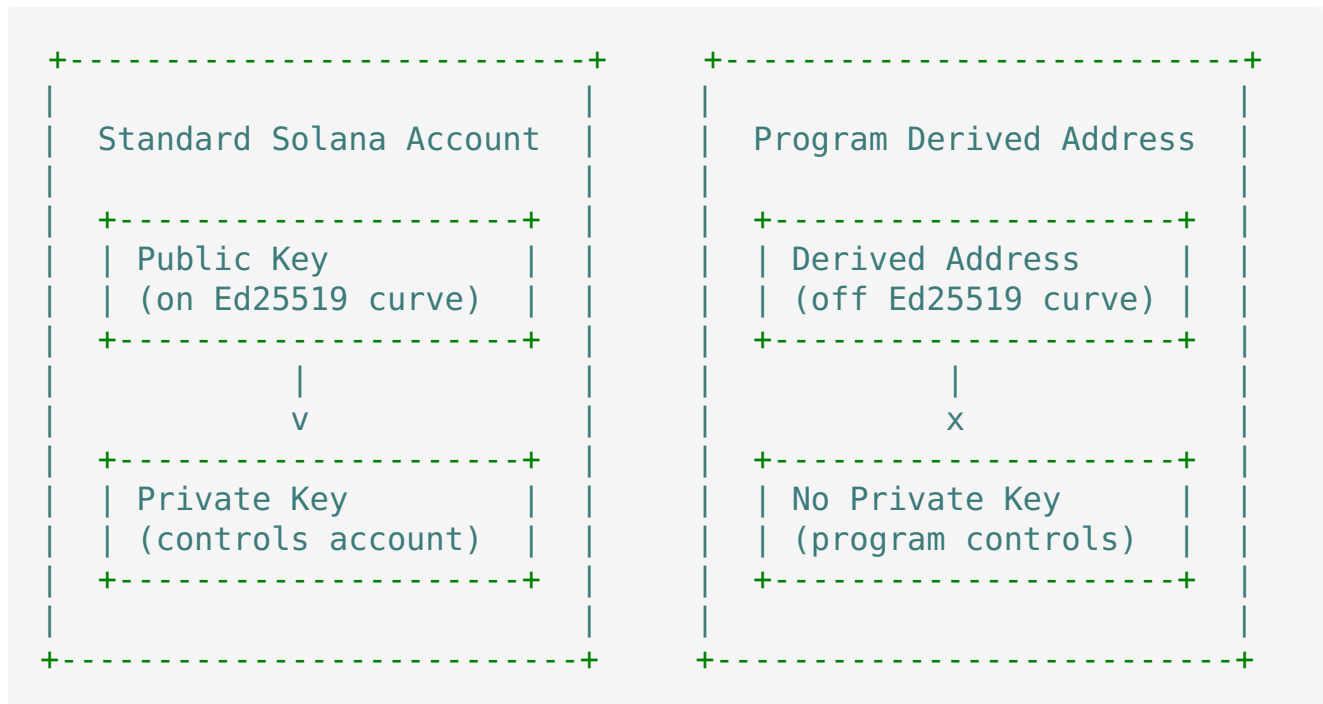 +---------------------------+     +---------------------------+
|                           |     |                           |
|  Standard Solana Account  |     |  Program Derived Address  |
|                           |     |                           |
|  +---------------------+  |     |  +---------------------+  |
|  | Public Key          |  |     |  | Derived Address     |  |
|  | (on Ed25519 curve)  |  |     |  | (off Ed25519 curve) |  |
|  +---------------------+  |     |  +---------------------+  |
|            |              |     |            |              |
|            v              |     |            x              |
|  +---------------------+  |     |  +---------------------+  |
|  | Private Key         |  |     |  | No Private Key      |  |
|  | (controls account)  |  |     |  | (program controls)  |  |
|  +---------------------+  |     |  +---------------------+  |
|                           |     |                           |
+---------------------------+     +---------------------------+